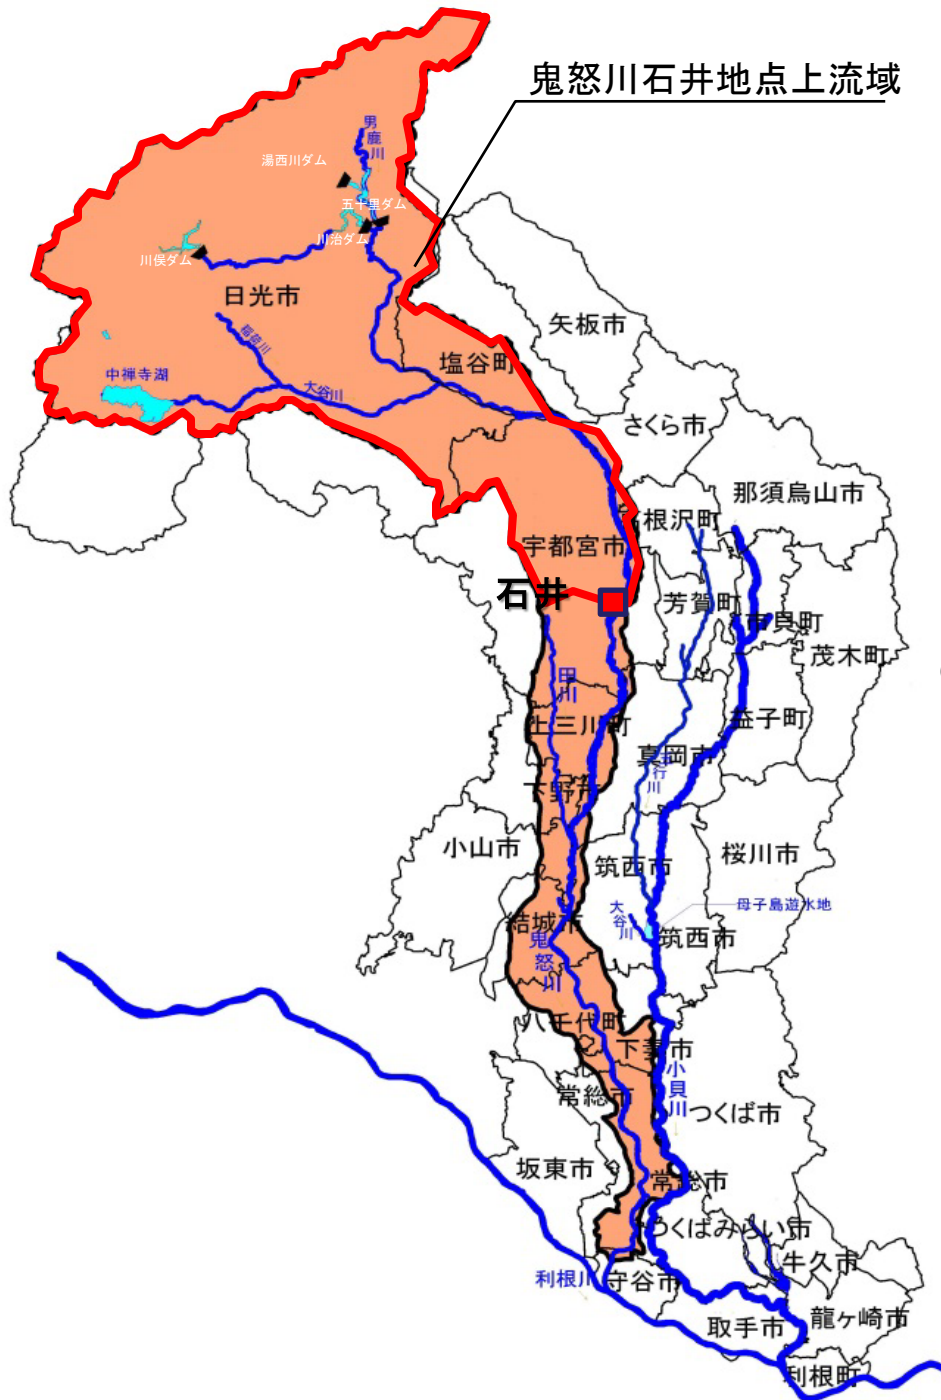 鬼怒川石井地点上流域
男鹿川
湯西川ダム
五十里ダム
川治ダム
川俣ダム
日光市
稲荷川
矢板市
塩谷町
中禅寺湖
大谷川
さくら市
那須烏山市
高根沢町
宇都宮市
石井
芳賀町
市貝町
茂木町
田川
上三川町
益子町
真岡市
五行川
下野市
小山市
筑西市
桜川市
大谷川
母子島遊水地
結城市
筑西市
鬼怒川
八千代町
下妻市
小貝川
常総市
つくば市
坂東市
常総市
つくばみらい市
牛久市
利根川
守谷市
龍ヶ崎市
取手市
利根町